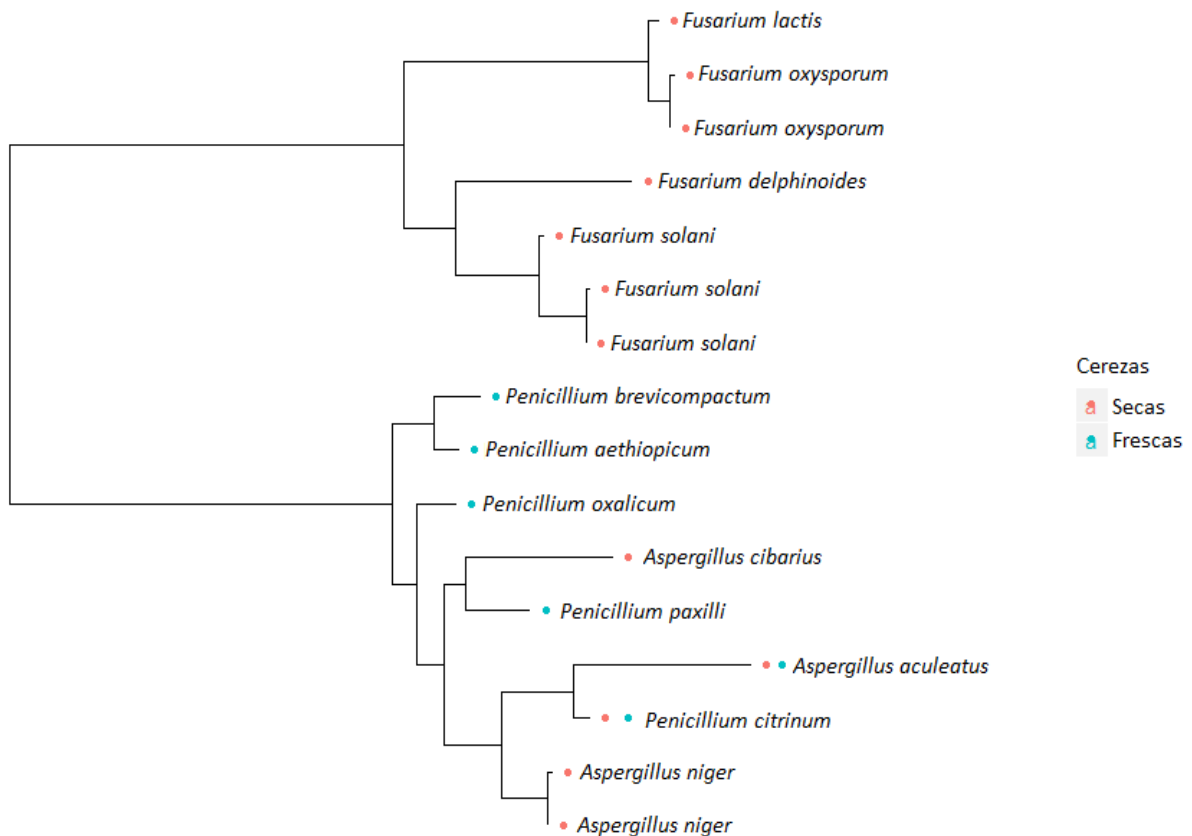 Fusarium lactis
Fusarium oxysporum
Fusarium oxysporum
Fusarium delphinoides
Fusarium solani
Fusarium solani
Fusarium solani
Penicillium brevicompactum
Penicillium aethiopicum
Penicillium oxalicum
Aspergillus cibarius
Penicillium paxilli
Aspergillus aculeatus
Penicillium citrinum
Aspergillus niger
Aspergillus niger
Cerezas
a Secas
a Frescas